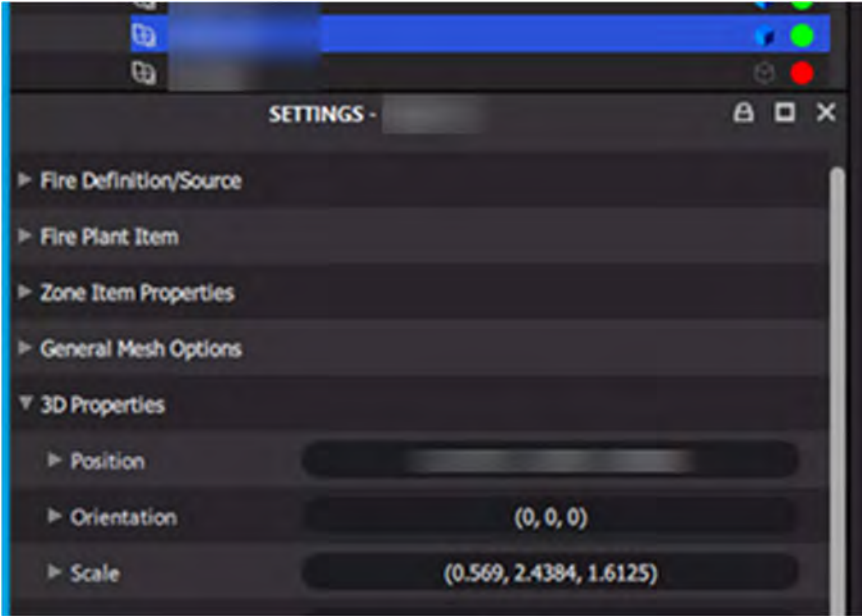 SETTINGS -
Fire Definition/Source
Fire Plant Item
Zone Item Properties
General Mesh Options
3D Properties
Position
Orientation (0, 0, 0)
Scale (0.569, 2.4384, 1.6125)